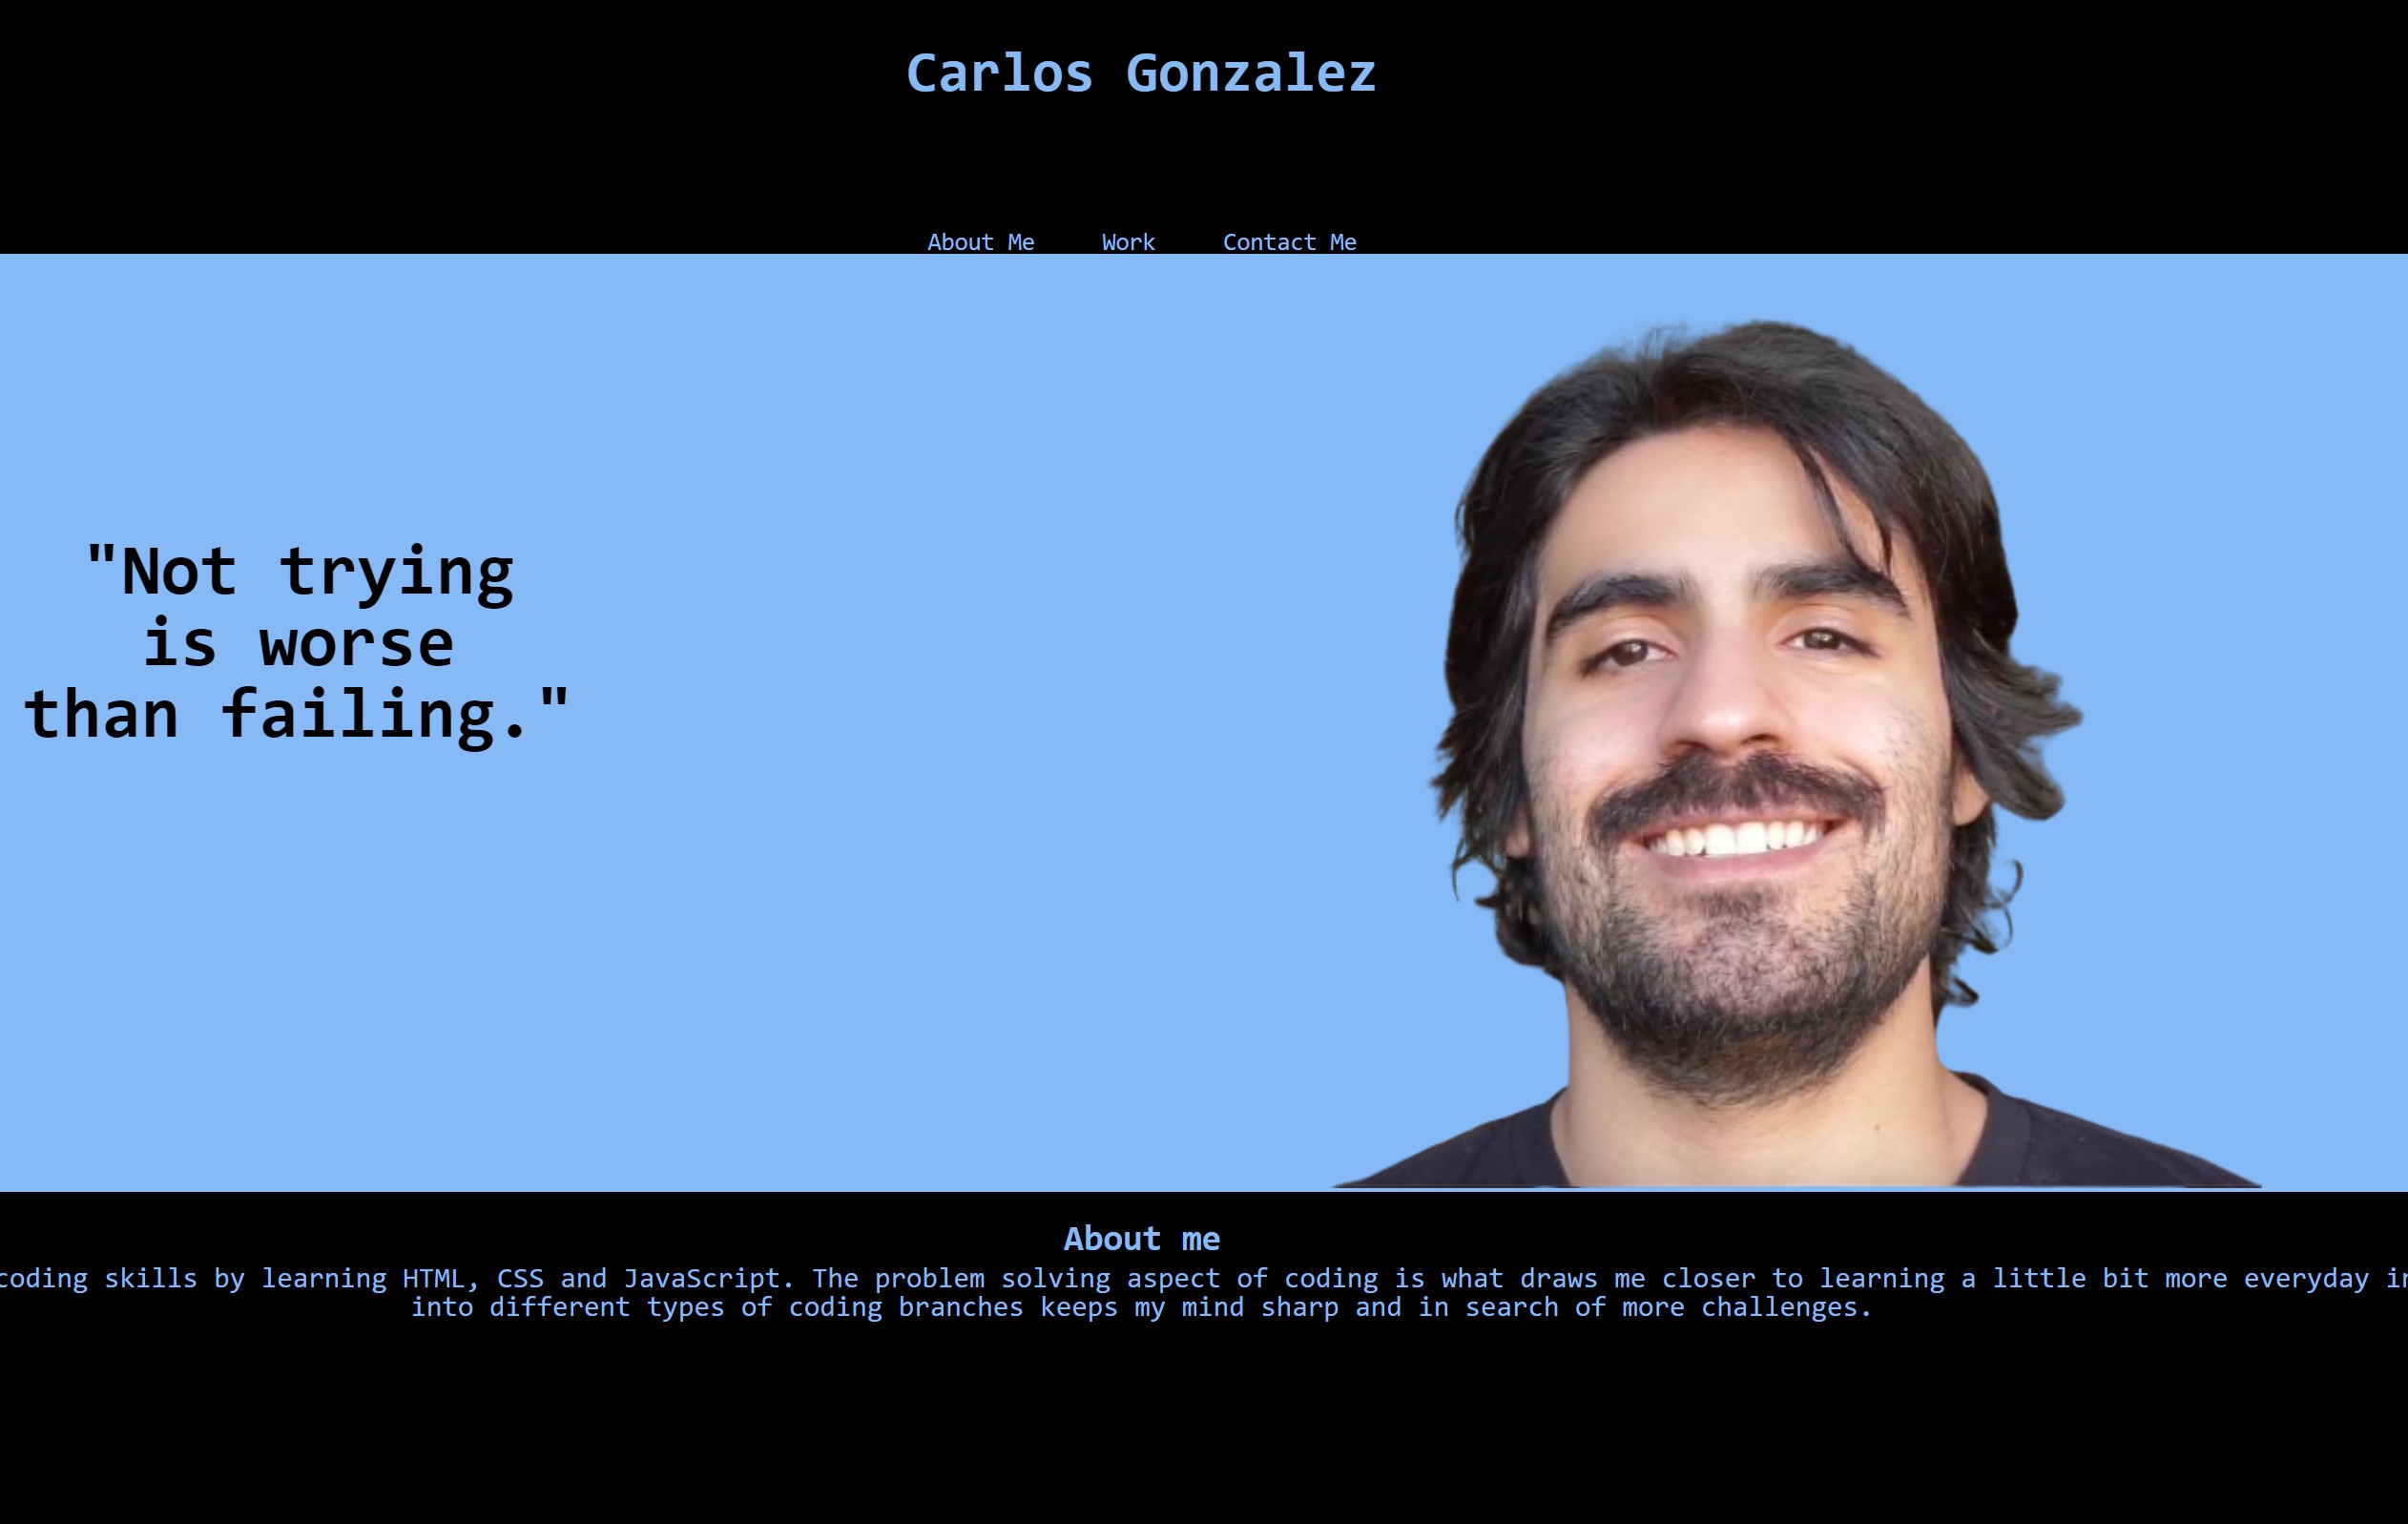 Carlos Gonzalez
About Me Work Contact Me
"Not trying
is worse
than failing."
About me
coding skills by learning HTML, CSS and JavaScript. The problem solving aspect of coding is what draws me closer to learning a little bit more everyday
into different types of coding branches keeps my mind sharp and in search of more challenges.